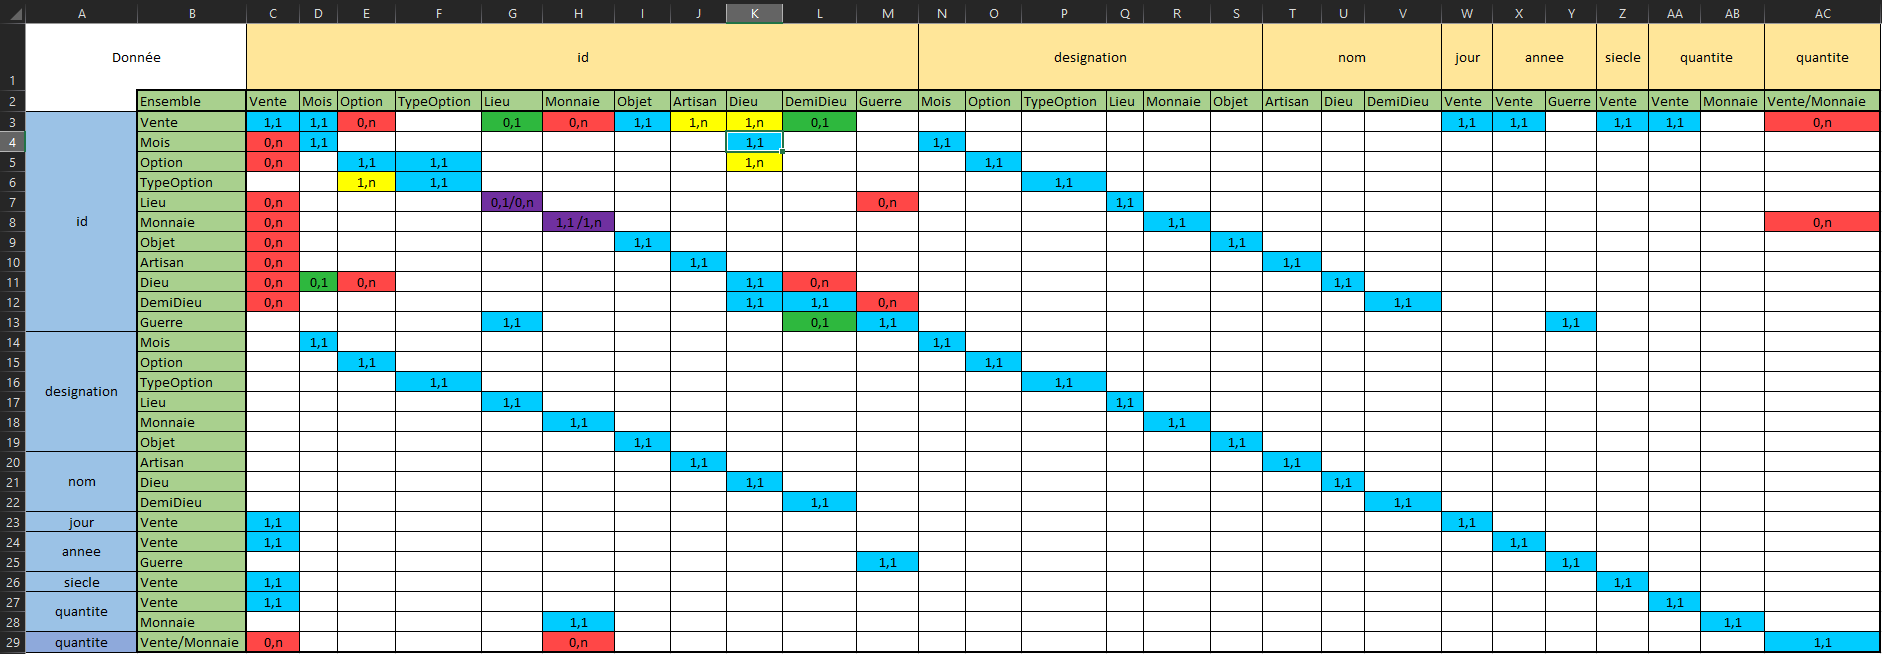 A B C D E F G H I J K L M N O P Q R S T U V W X Y Z AA AB AC
1 Donnée id designation nom jour annee siecle quantite quantite
2 Ensemble Vente Mois Option TypeOption Lieu Monnaie Objet Artisan Dieu DemiDieu Guerre Mois Option TypeOption Lieu Monnaie Objet Artisan Dieu DemiDieu Vente Vente Guerre Vente Vente Monnaie Vente/Monnaie
3 Vente 1,1 1,1 0,n 0,1 0,n 1,1 1,n 1,n 0,1 1,1 1,1 1,1 1,1 0,n
4 Mois 0,n 1,1 1,1 1,1
5 Option 0,n 1,1 1,1 1,n 1,1
6 TypeOption 1,n 1,1 1,1
7 id Lieu 0,n 0,1/0,n 0,n 1,1
8 Monnaie 0,n 1,1 /1,n 1,1 0,n
9 Objet 0,n 1,1 1,1
10 Artisan 0,n 1,1 1,1
11 Dieu 0,n 0,1 0,n 1,1 0,n 1,1
12 DemiDieu 0,n 1,1 1,1 0,n 1,1
13 Guerre 1,1 0,1 1,1 1,1
14 Mois 1,1 1,1
15 Option 1,1 1,1
16 designation TypeOption 1,1 1,1
17 Lieu 1,1 1,1
18 Monnaie 1,1 1,1
19 Objet 1,1 1,1
20 Artisan 1,1 1,1
21 nom Dieu 1,1 1,1
22 DemiDieu 1,1 1,1
23 jour Vente 1,1 1,1
24 annee Vente 1,1 1,1
25 Guerre 1,1 1,1
26 siecle Vente 1,1 1,1
27 quantite Vente 1,1 1,1
28 Monnaie 1,1 1,1
29 quantite Vente/Monnaie 0,n 0,n 1,1